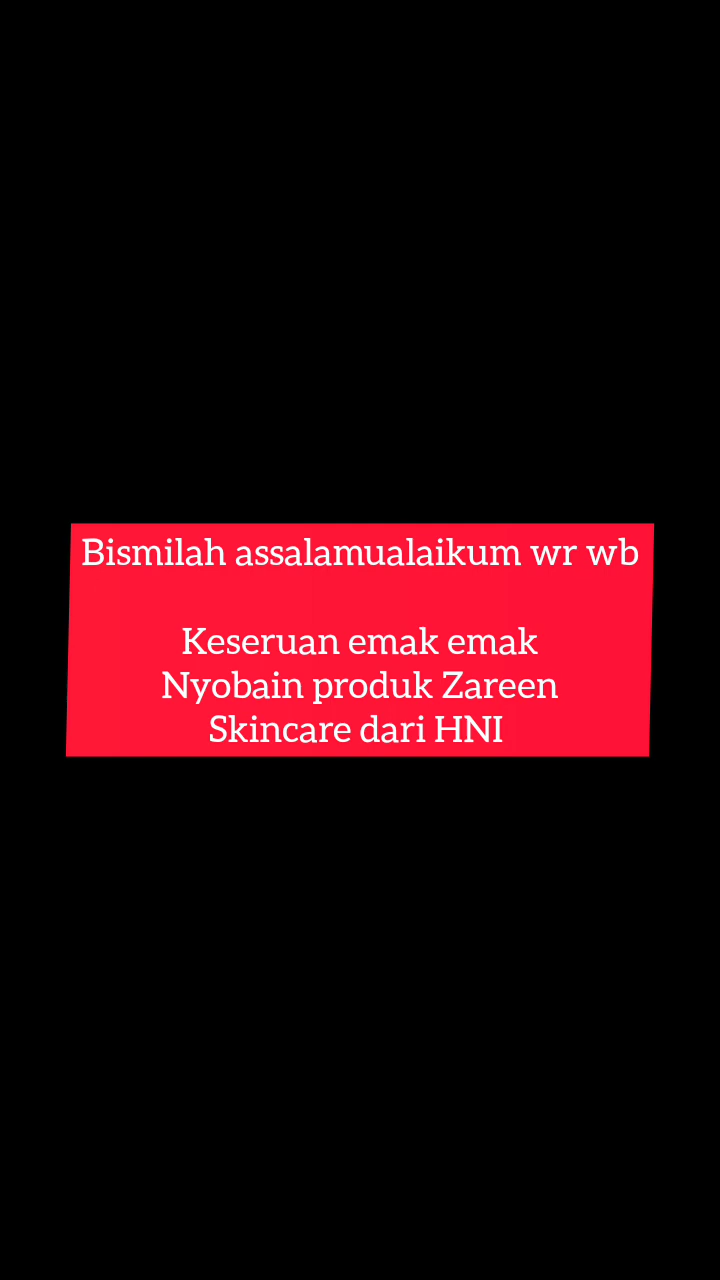 Bismilah assalamualaikum wr wb
Keseruan emak emak
Nyobain produk Zareen
Skincare dari HNI